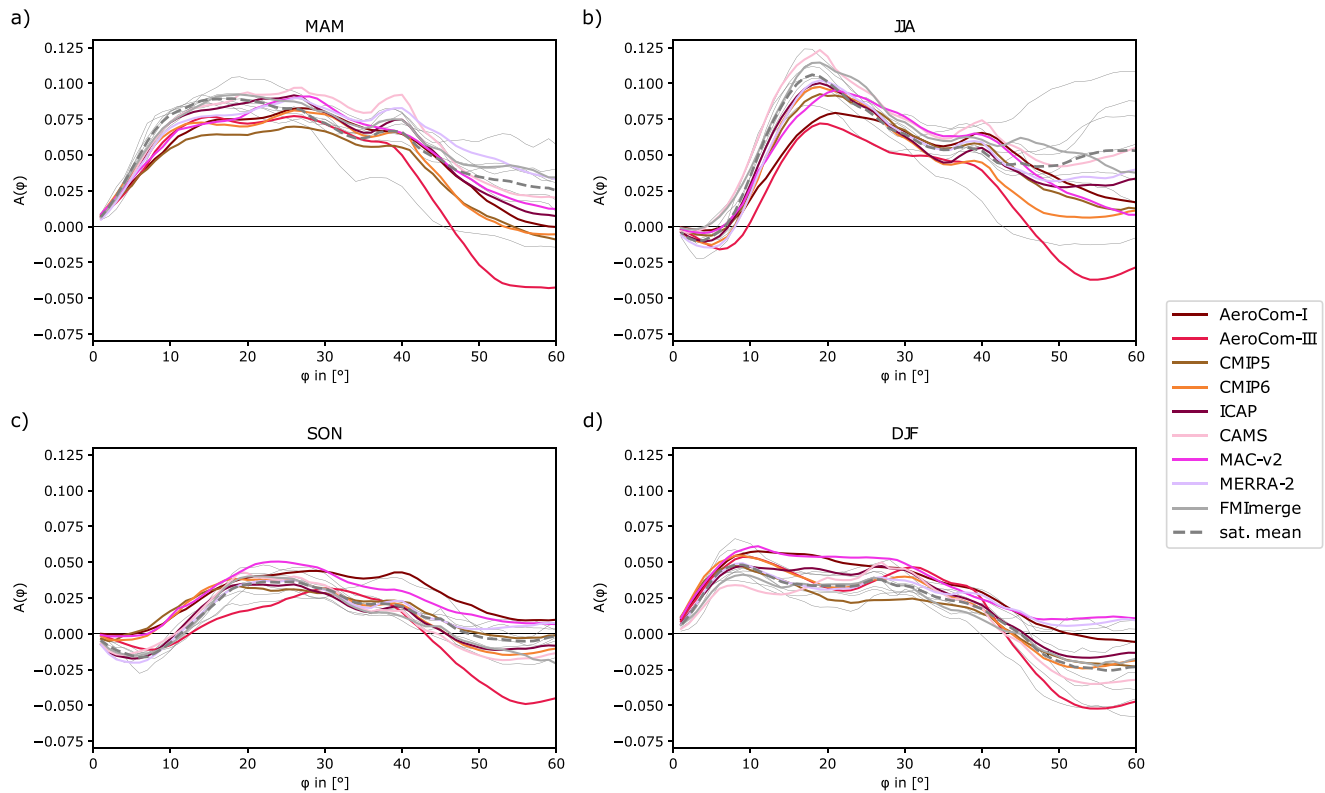 a)
MAM
0.125
0.100
0.075
0.050
0.025
0.000
−0.025
−0.050
−0.075
A(φ)
0 10 20 30 40 50 60
φ in [°]
b)
JJA
0.125
0.100
0.075
0.050
0.025
0.000
−0.025
−0.050
−0.075
A(φ)
0 10 20 30 40 50 60
φ in [°]
c)
SON
0.125
0.100
0.075
0.050
0.025
0.000
−0.025
−0.050
−0.075
A(φ)
0 10 20 30 40 50 60
φ in [°]
d)
DJF
0.125
0.100
0.075
0.050
0.025
0.000
−0.025
−0.050
−0.075
A(φ)
0 10 20 30 40 50 60
φ in [°]
AeroCom-I
AeroCom-III
CMIP5
CMIP6
ICAP
CAMS
MAC-v2
MERRA-2
FMImerge
sat. mean